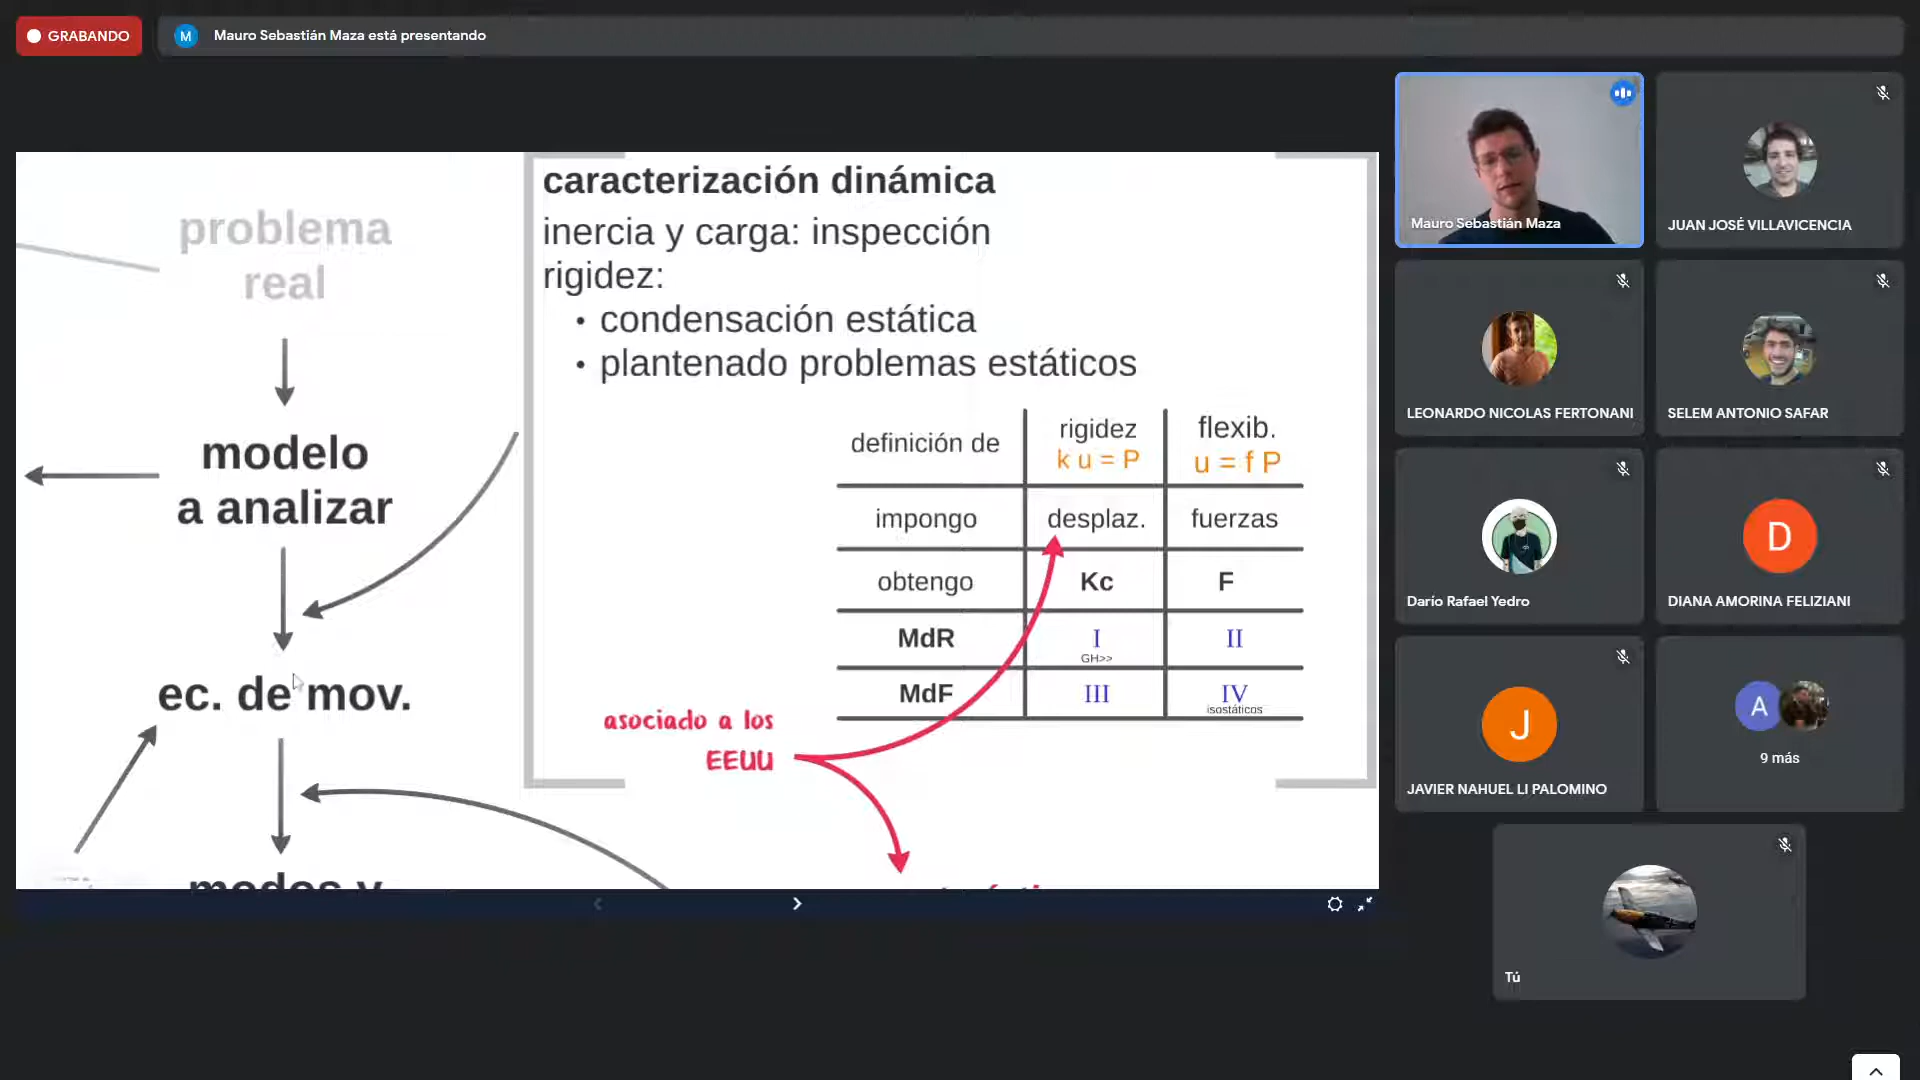 GRABANDO
M
Mauro Sebastián Maza está presentando
problema
real
modelo
a analizar
ec. de mov.
modos y
caracterización dinámica
inercia y carga: inspección
rigidez:
• condensación estática
• plantenado problemas estáticos
definición de
rigidez
k u = P
flexib.
u = f P
impongo
desplaz.
fuerzas
obtengo
Kc
F
MdR
I
GH>>
II
MdF
III
IV
isostáticos
asociado a los
EEUU
Mauro Sebastián Maza
JUAN JOSÉ VILLAVICENCIA
LEONARDO NICOLAS FERTONANI
SELEM ANTONIO SAFAR
Darío Rafael Yedro
D
DIANA AMORINA FELIZIANI
J
JAVIER NAHUEL LI PALOMINO
A
9 más
Tú